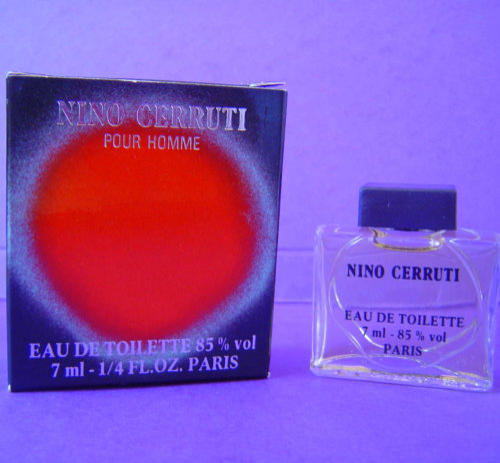 NINO CERRUTI
POUR HOMME
EAU DE TOILETTE 85 % vol
7 ml - 1/4 FL.OZ. PARIS
NINO CERRUTI
EAU DE TOILETTE
7 ml - 85 % vol
PARIS